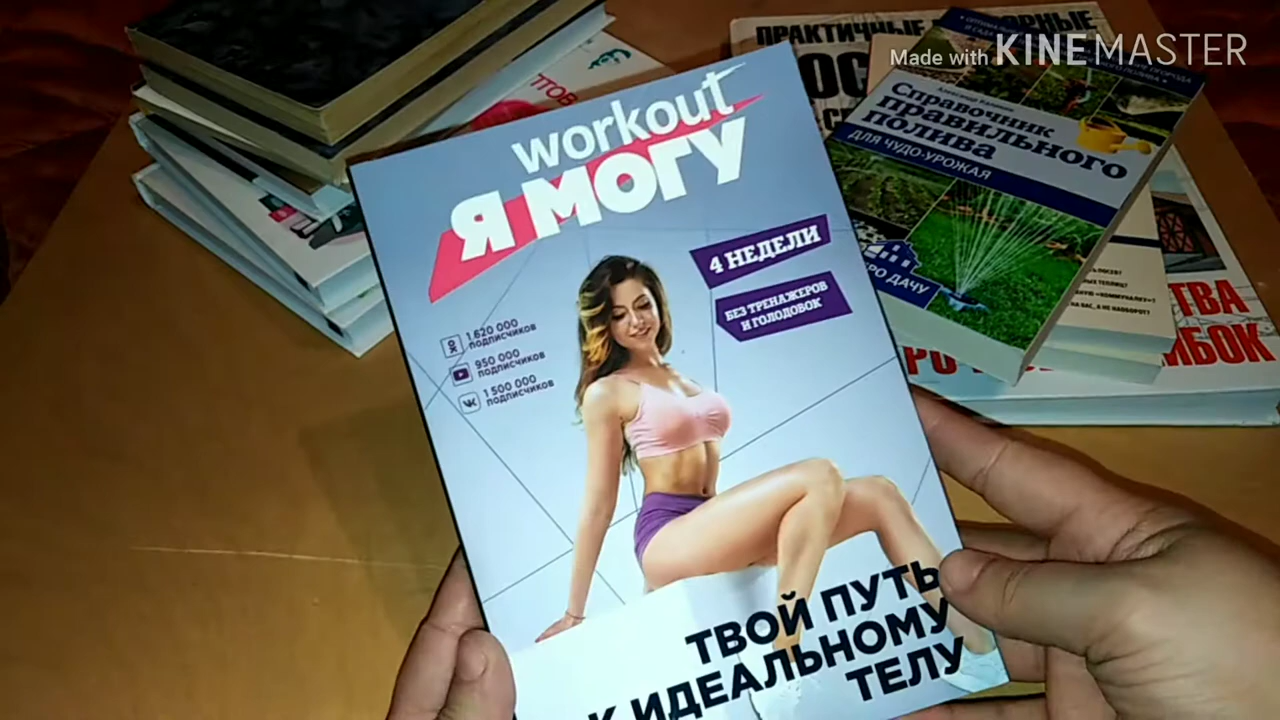 Made with KINEMASTER
workout
Я МОГУ
4 НЕДЕЛИ
БЕЗ ТРЕНАЖЕРОВ
И ГОЛОДОВОК
1 620 000
подписчиков
950 000
подписчиков
1 500 000
подписчиков
ТВОЙ ПУТЬ
К ИДЕАЛЬНОМУ
ТЕЛУ
ПРАКТИЧНЫЕ
Справочник
правильного
полива
ДЛЯ ЧУДО-УРОЖАЯ